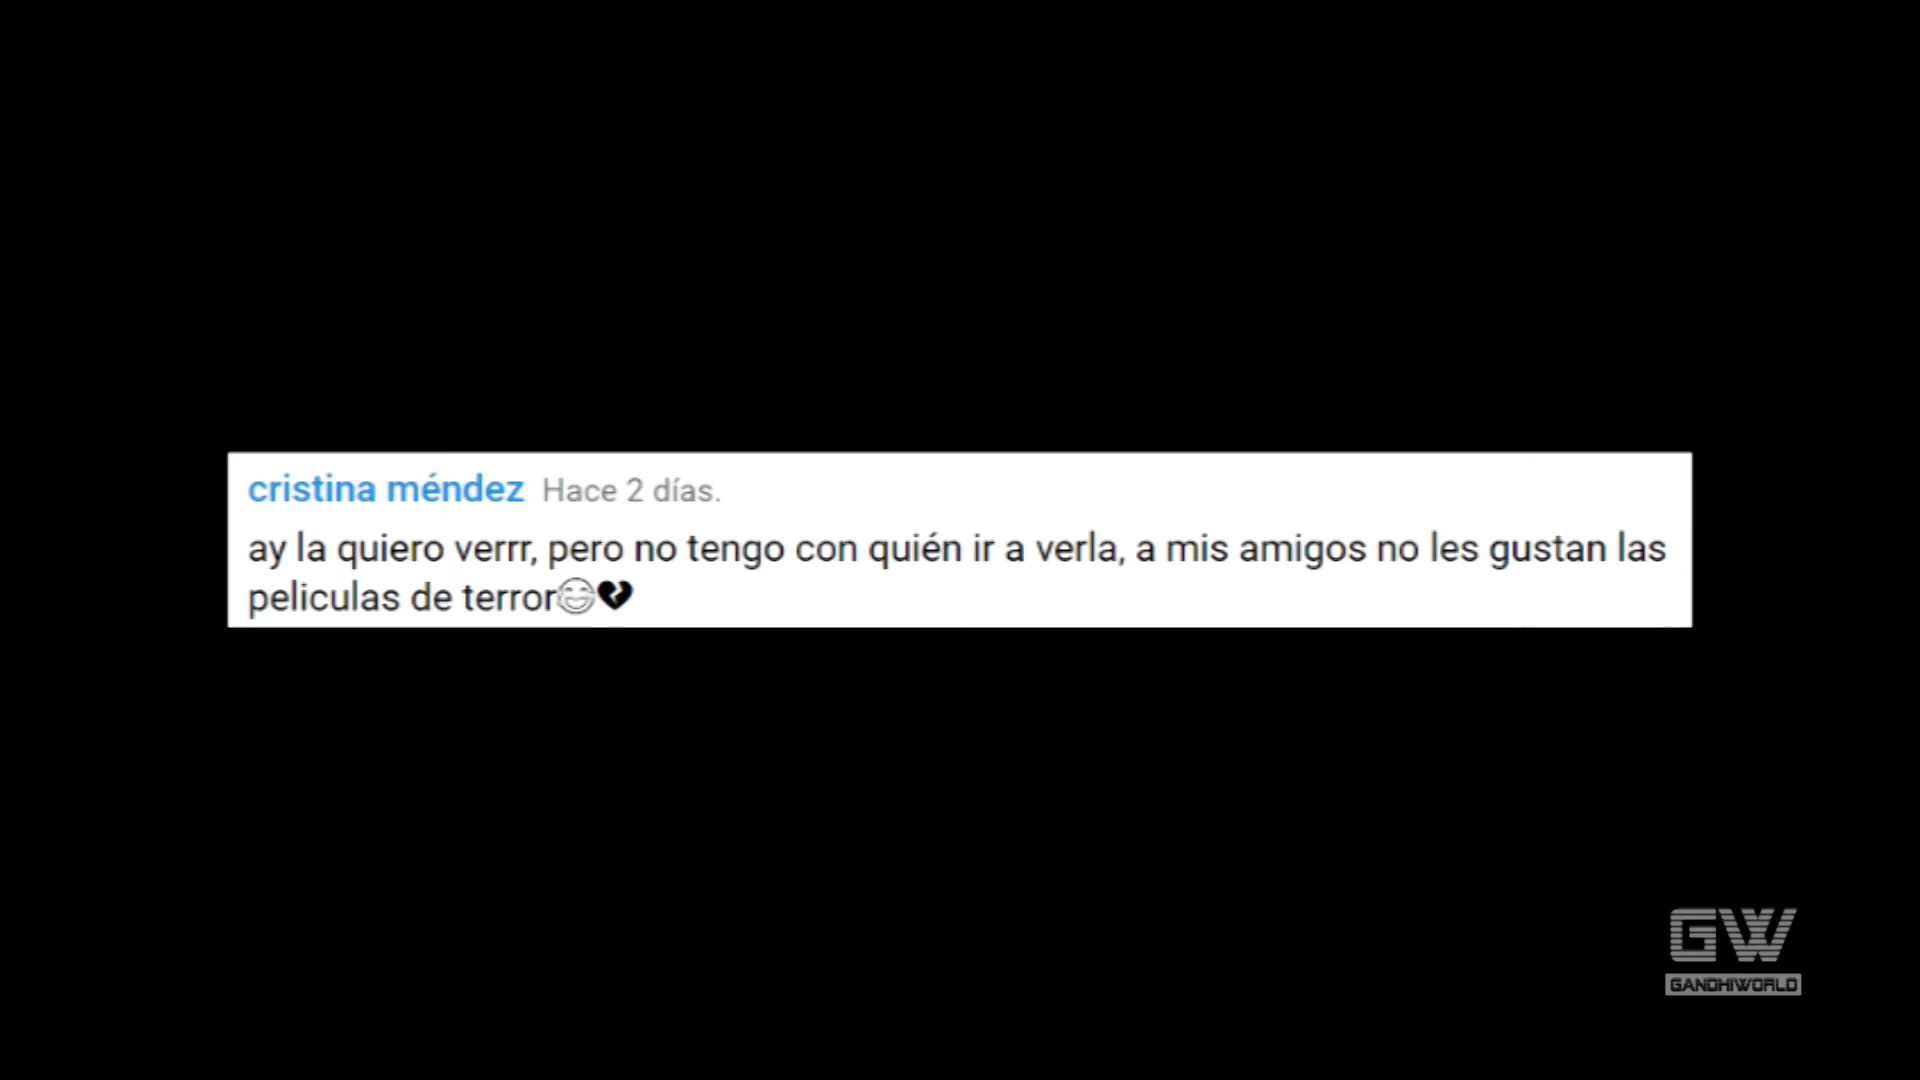 cristina méndez Hace 2 días.
ay la quiero verrr, pero no tengo con quién ir a verla, a mis amigos no les gustan las
peliculas de terror😂💔
GW
GANDHIWORLD